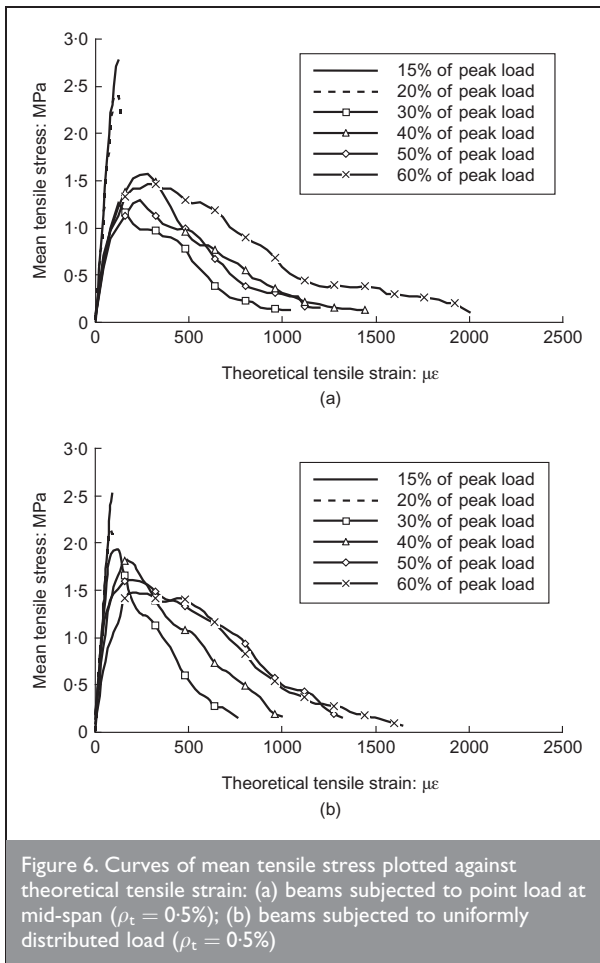 3·0
2·5
2·0
1·5
1·0
0·5
0
Mean tensile stress: MPa
15% of peak load
20% of peak load
30% of peak load
40% of peak load
50% of peak load
60% of peak load
0 500 1000 1500 2000 2500
Theoretical tensile strain: με
(a)
3·0
2·5
2·0
1·5
1·0
0·5
0
Mean tensile stress: MPa
15% of peak load
20% of peak load
30% of peak load
40% of peak load
50% of peak load
60% of peak load
0 500 1000 1500 2000 2500
Theoretical tensile strain: με
(b)
Figure 6. Curves of mean tensile stress plotted against
theoretical tensile strain: (a) beams subjected to point load at
mid-span (ρt = 0·5%); (b) beams subjected to uniformly
distributed load (ρt = 0·5%)